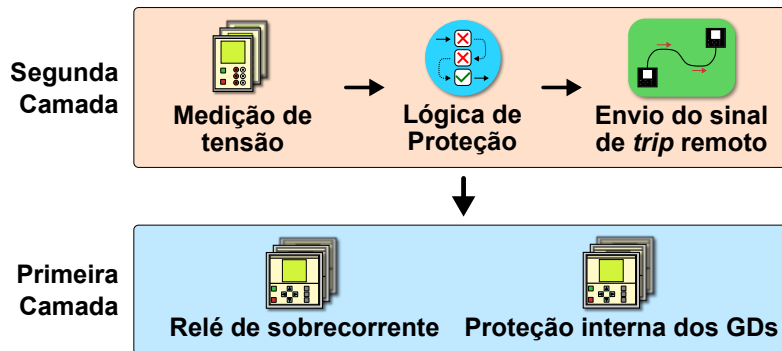 Segunda
Camada
Medição de
tensão
Lógica de
Proteção
Envio do sinal
de trip remoto
Primeira
Camada
Relé de sobrecorrente
Proteção interna dos GDs